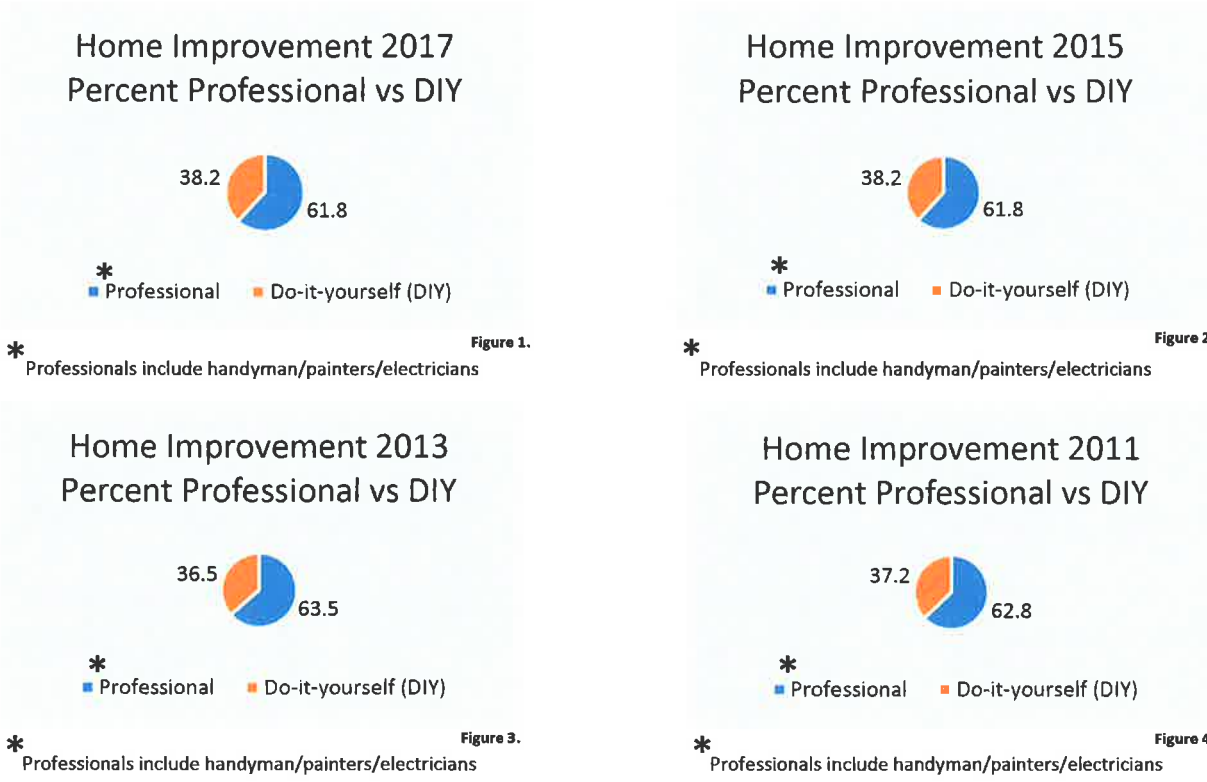 Home Improvement 2017
Percent Professional vs DIY
38.2
61.8
*
Professional Do-it-yourself (DIY)
Figure 1.
*
Professionals include handyman/painters/electricians
Home Improvement 2015
Percent Professional vs DIY
38.2
61.8
*
Professional Do-it-yourself (DIY)
Figure 2
*
Professionals include handyman/painters/electricians
Home Improvement 2013
Percent Professional vs DIY
36.5
63.5
*
Professional Do-it-yourself (DIY)
Figure 3.
*
Professionals include handyman/painters/electricians
Home Improvement 2011
Percent Professional vs DIY
37.2
62.8
*
Professional Do-it-yourself (DIY)
Figure 4
*
Professionals include handyman/painters/electricians